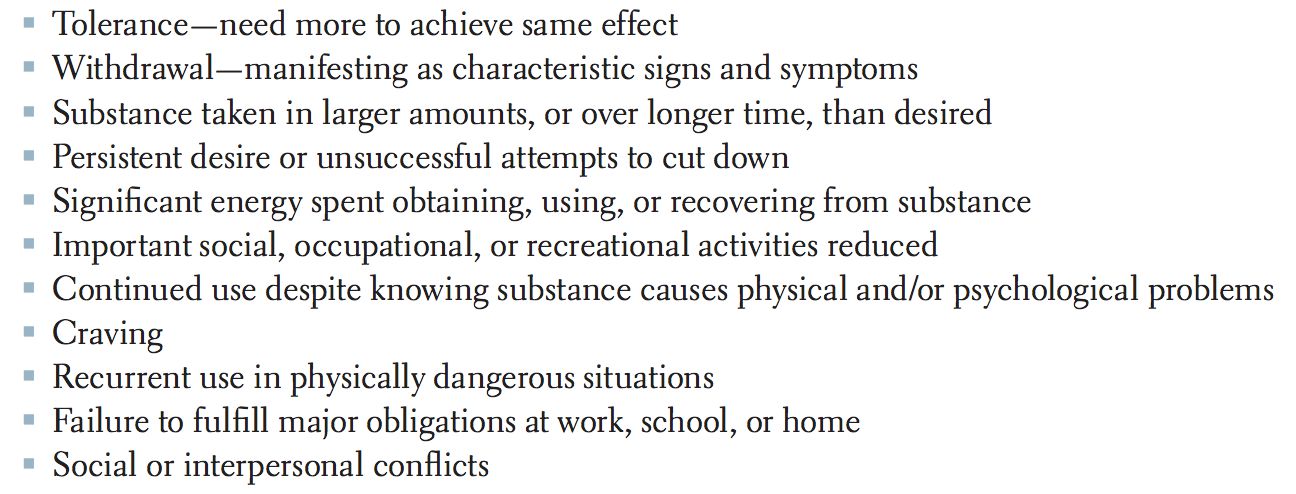 ▪ Tolerance—need more to achieve same effect
▪ Withdrawal—manifesting as characteristic signs and symptoms
▪ Substance taken in larger amounts, or over longer time, than desired
▪ Persistent desire or unsuccessful attempts to cut down
▪ Significant energy spent obtaining, using, or recovering from substance
▪ Important social, occupational, or recreational activities reduced
▪ Continued use despite knowing substance causes physical and/or psychological problems
▪ Craving
▪ Recurrent use in physically dangerous situations
▪ Failure to fulfill major obligations at work, school, or home
▪ Social or interpersonal conflicts